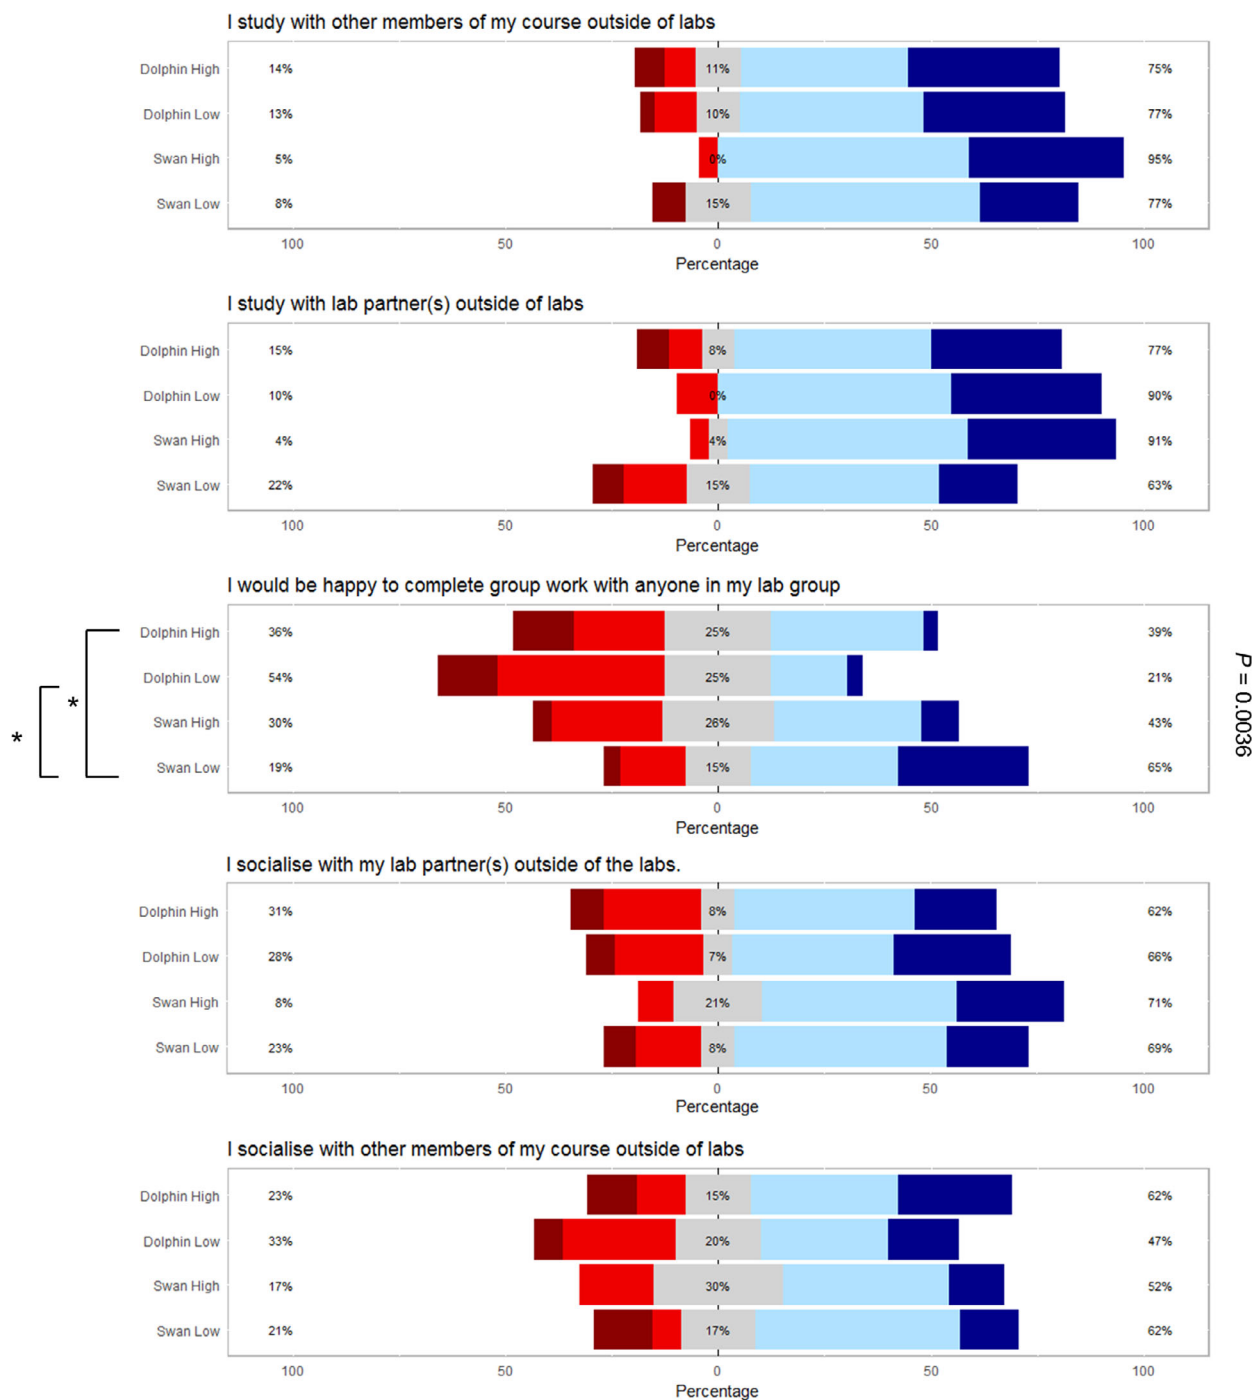 I study with other members of my course outside of labs
Dolphin High 14% 11% 75%
Dolphin Low 13% 10% 77%
Swan High 5% 0% 95%
Swan Low 8% 15% 77%
100 50 0 50 100
Percentage
I study with lab partner(s) outside of labs
Dolphin High 15% 8% 77%
Dolphin Low 10% 0% 90%
Swan High 4% 4% 91%
Swan Low 22% 15% 63%
100 50 0 50 100
Percentage
I would be happy to complete group work with anyone in my lab group
Dolphin High 36% 25% 39%
Dolphin Low 54% 25% 21%
Swan High 30% 26% 43%
Swan Low 19% 15% 65%
* *
P = 0.0036
100 50 0 50 100
Percentage
I socialise with my lab partner(s) outside of the labs.
Dolphin High 31% 8% 62%
Dolphin Low 28% 7% 66%
Swan High 8% 21% 71%
Swan Low 23% 8% 69%
100 50 0 50 100
Percentage
I socialise with other members of my course outside of labs
Dolphin High 23% 15% 62%
Dolphin Low 33% 20% 47%
Swan High 17% 30% 52%
Swan Low 21% 17% 62%
100 50 0 50 100
Percentage